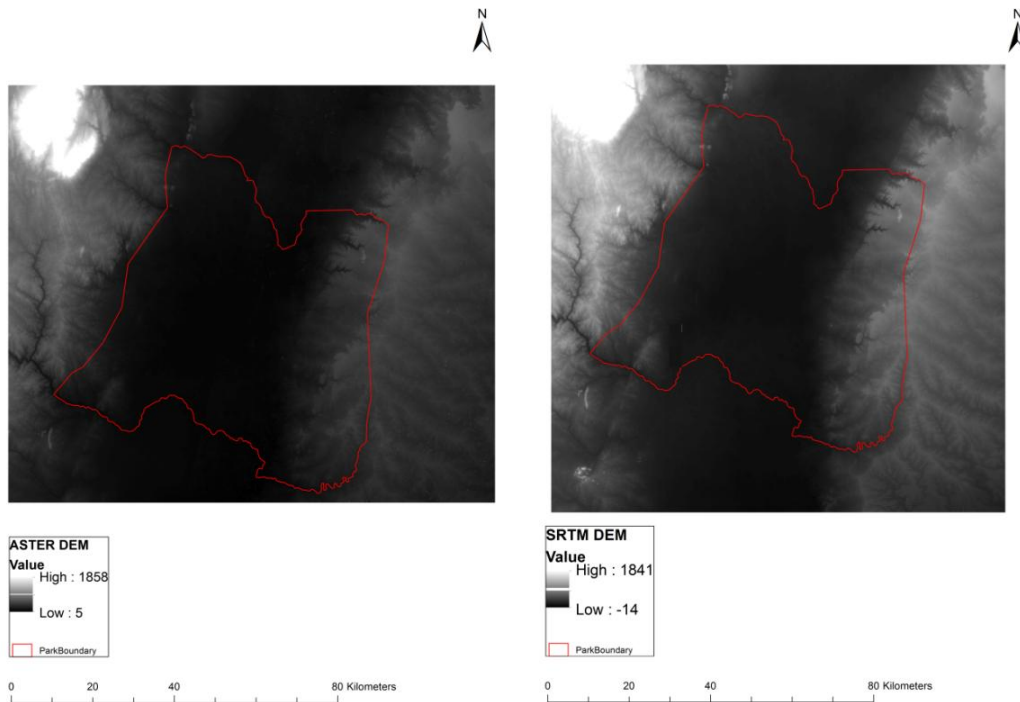 N
N
ASTER DEM
Value
High : 1858
Low : 5
ParkBoundary
0 20 40 80 Kilometers
SRTM DEM
Value
High : 1841
Low : -14
ParkBoundary
0 20 40 80 Kilometers